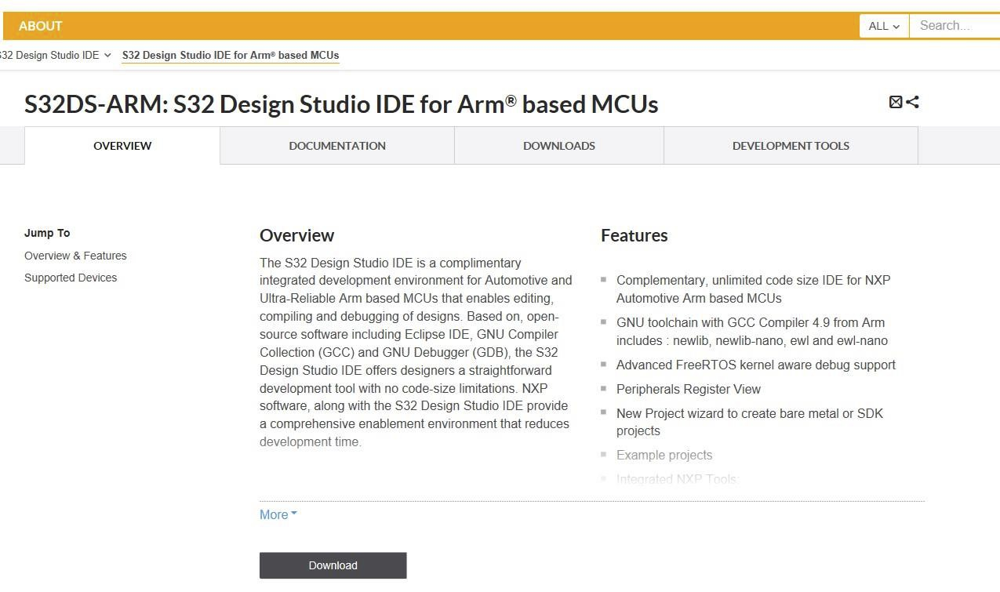 ABOUT
ALL
Search...
S32 Design Studio IDE
S32 Design Studio IDE for Arm® based MCUs
S32DS-ARM: S32 Design Studio IDE for Arm® based MCUs
OVERVIEW
DOCUMENTATION
DOWNLOADS
DEVELOPMENT TOOLS
Jump To
Overview & Features
Supported Devices
Overview
The S32 Design Studio IDE is a complimentary
integrated development environment for Automotive and
Ultra-Reliable Arm based MCUs that enables editing,
compiling and debugging of designs. Based on, open-
source software including Eclipse IDE, GNU Compiler
Collection (GCC) and GNU Debugger (GDB), the S32
Design Studio IDE offers designers a straightforward
development tool with no code-size limitations. NXP
software, along with the S32 Design Studio IDE provide
a comprehensive enablement environment that reduces
development time.
Features
Complementary, unlimited code size IDE for NXP
Automotive Arm based MCUs
GNU toolchain with GCC Compiler 4.9 from Arm
includes : newlib, newlib-nano, ewl and ewl-nano
Advanced FreeRTOS kernel aware debug support
Peripherals Register View
New Project wizard to create bare metal or SDK
projects
Example projects
Integrated NXP Tools:
More
Download